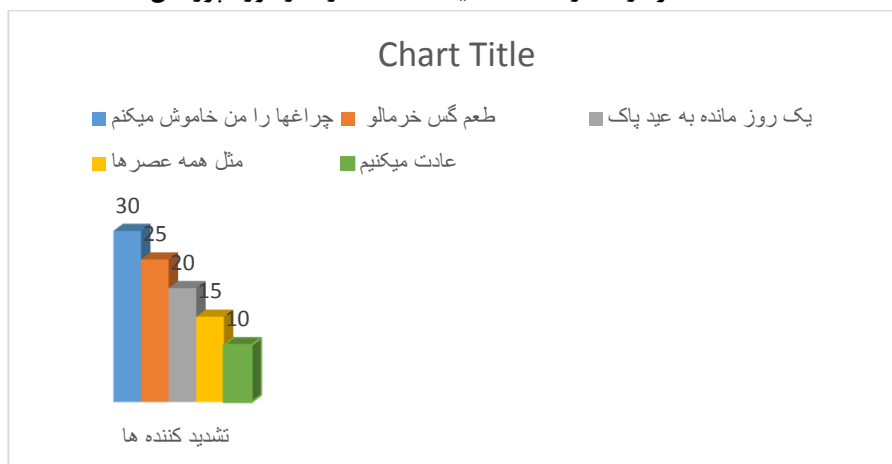 Chart Title
چراغها را من خاموش میکنم طعم گس خرمالو یک روز مانده به عید پاک
مثل همه عصرها عادت میکنیم
30
25
20
15
10
تشدید کننده ها